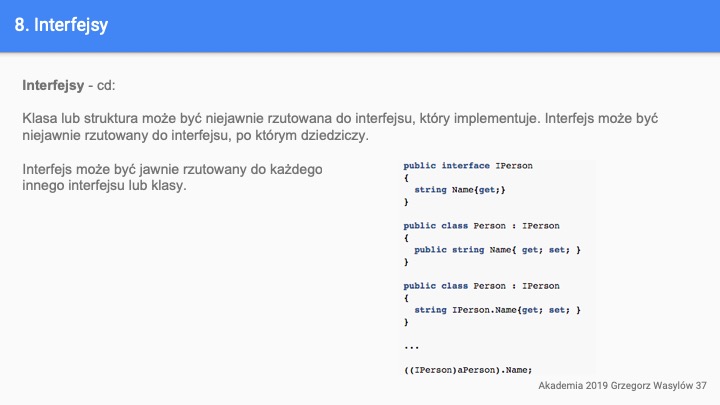 8. Interfejsy
Interfejsy - cd:
Klasa lub struktura może być niejawnie rzutowana do interfejsu, który implementuje. Interfejs może być
niejawnie rzutowany do interfejsu, po którym dziedziczy.
Interfejs może być jawnie rzutowany do każdego
innego interfejsu lub klasy.
public interface IPerson
{
string Name{get;}
}
public class Person : IPerson
{
public string Name{ get; set; }
}
public class Person : IPerson
{
string IPerson.Name{get; set; }
}
...
((IPerson)aPerson).Name;
Akademia 2019 Grzegorz Wasylów 37